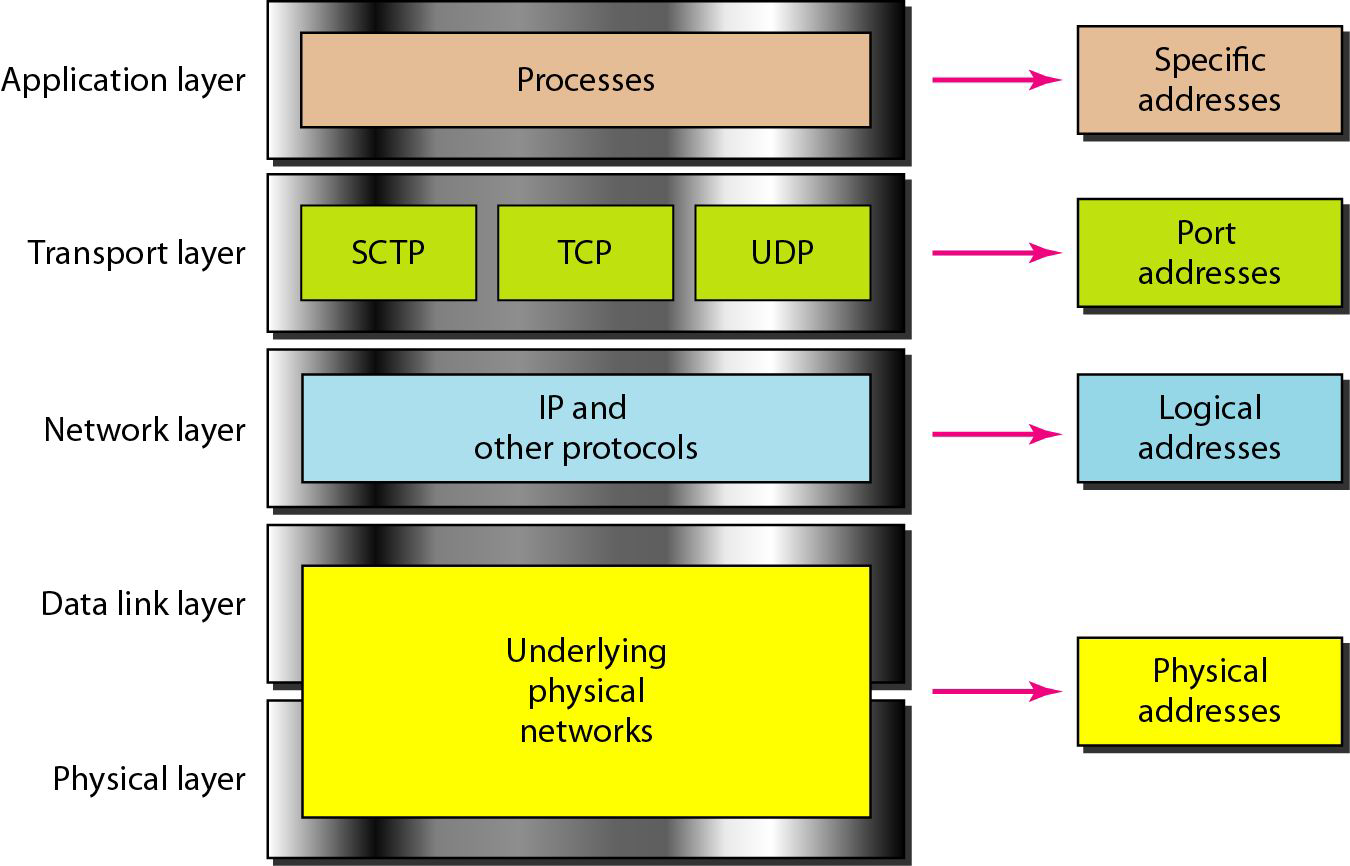 Application layer
Processes
Specific
addresses
Transport layer
SCTP
TCP
UDP
Port
addresses
Network layer
IP and
other protocols
Logical
addresses
Data link layer
Underlying
physical
networks
Physical
addresses
Physical layer